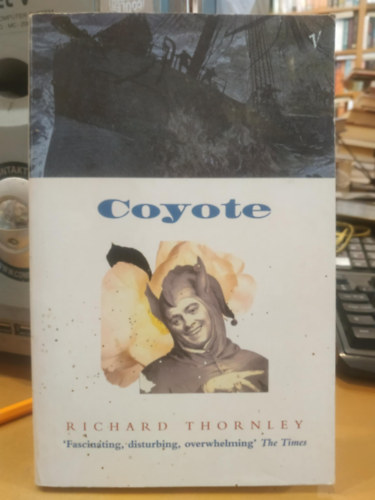 Coyote
RICHARD THORNLEY
'Fascinating, disturbing, overwhelming' The Times